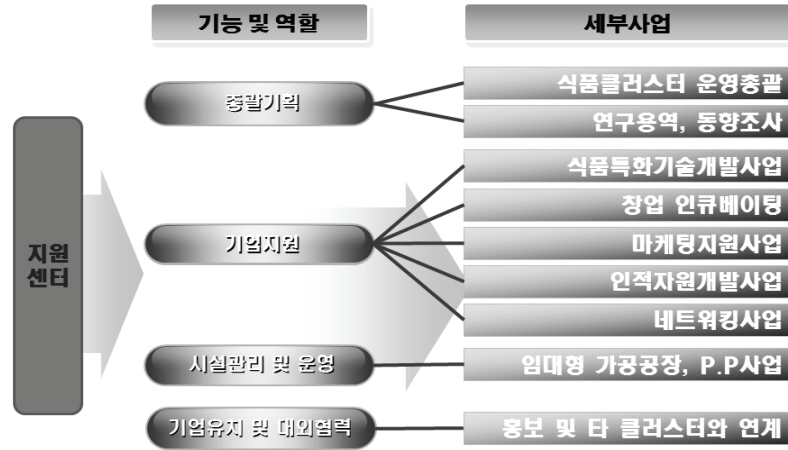 기능 및 역할
세부사업
지원
센터
총괄기획
식품클러스터 운영총괄
연구용역, 동향조사
기업지원
식품특화기술개발사업
창업 인큐베이팅
마케팅지원사업
인적자원개발사업
네트워킹사업
시설관리 및 운영
임대형 가공공장, P.P사업
기업유치 및 대외협력
홍보 및 타 클러스터와 연계